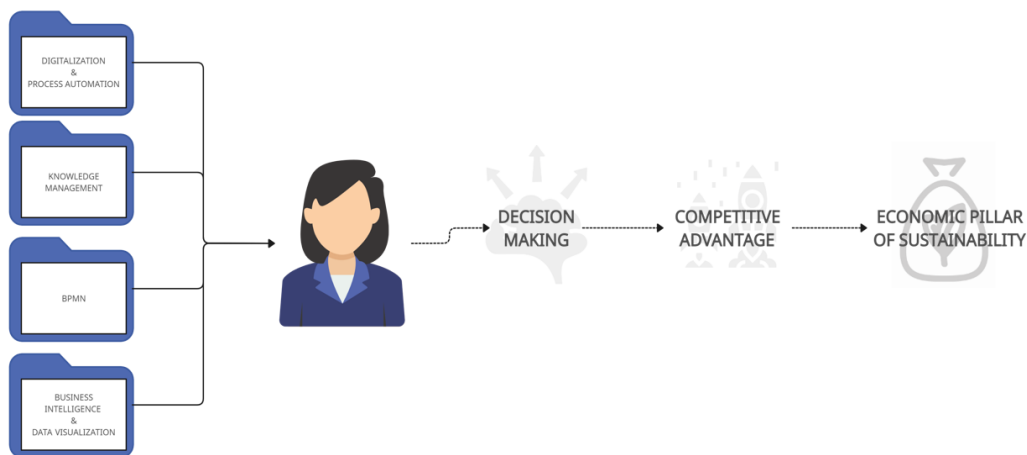 DIGITALIZATION
&
PROCESS AUTOMATION
KNOWLEDGE
MANAGEMENT
BPMN
BUSINESS
INTELLIGENCE
&
DATA VISUALIZATION
DECISION
MAKING
COMPETITIVE
ADVANTAGE
ECONOMIC PILLAR
OF SUSTAINABILITY